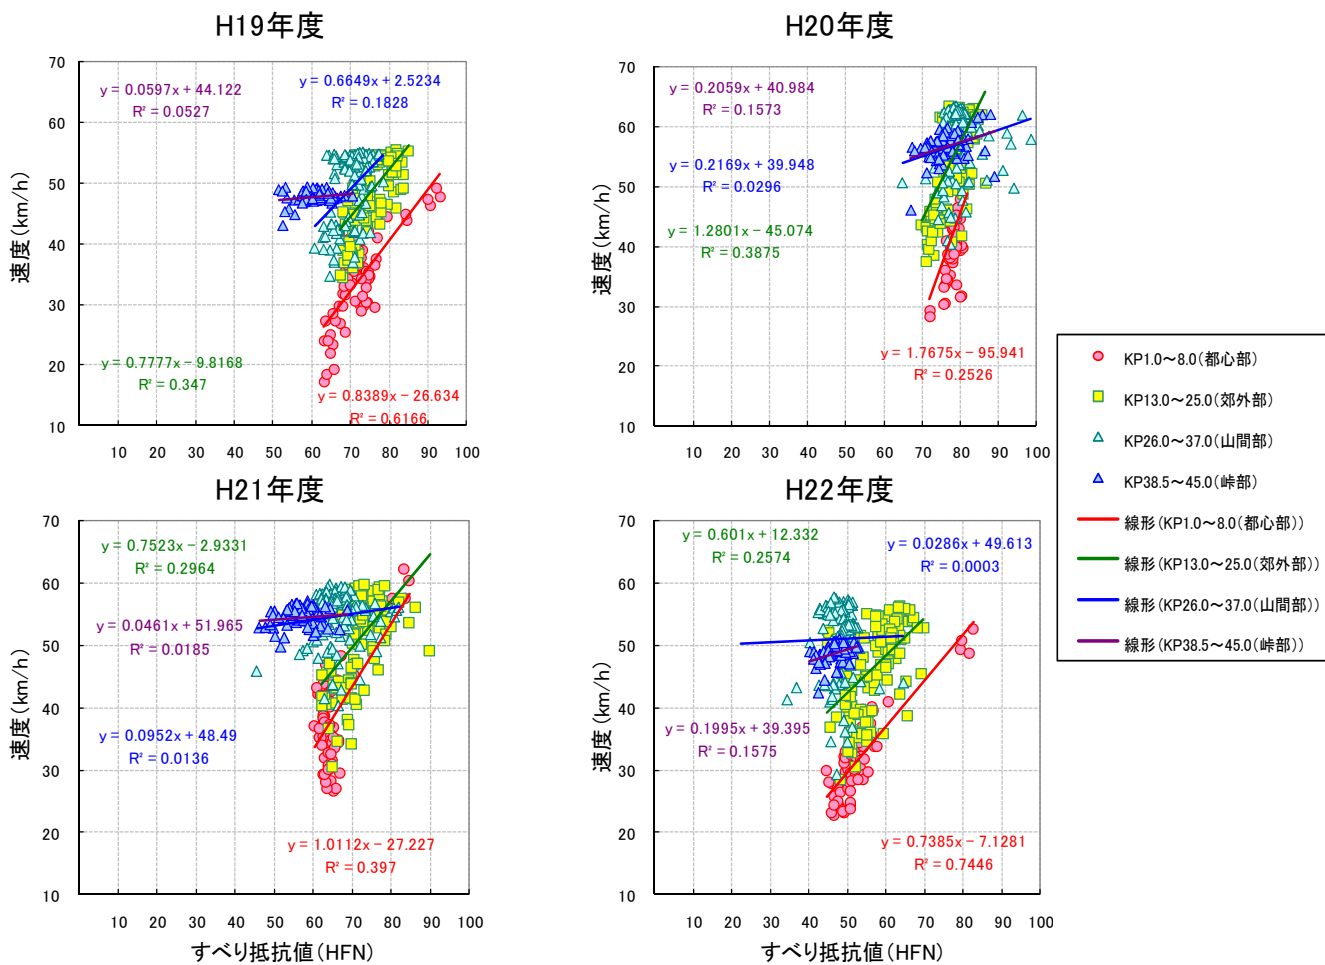 H19年度
70
60
50
40
30
20
10
速度(km/h)
y = 0.0597x + 44.122
R² = 0.0527
y = 0.6649x + 2.5234
R² = 0.1828
y = 0.7777x − 9.8168
R² = 0.347
y = 0.8389x − 26.634
R² = 0.6166
10 20 30 40 50 60 70 80 90 100
H20年度
70
60
50
40
30
20
10
速度(km/h)
y = 0.2059x + 40.984
R² = 0.1573
y = 0.2169x + 39.948
R² = 0.0296
y = 1.2801x − 45.074
R² = 0.3875
y = 1.7675x − 95.941
R² = 0.2526
10 20 30 40 50 60 70 80 90 100
H21年度
70
60
50
40
30
20
10
速度(km/h)
y = 0.7523x − 2.9331
R² = 0.2964
y = 0.0461x + 51.965
R² = 0.0185
y = 0.0952x + 48.49
R² = 0.0136
y = 1.0112x − 27.227
R² = 0.397
10 20 30 40 50 60 70 80 90 100
すべり抵抗値(HFN)
H22年度
70
60
50
40
30
20
10
速度(km/h)
y = 0.601x + 12.332
R² = 0.2574
y = 0.0286x + 49.613
R² = 0.0003
y = 0.1995x + 39.395
R² = 0.1575
y = 0.7385x − 7.1281
R² = 0.7446
10 20 30 40 50 60 70 80 90 100
すべり抵抗値(HFN)
KP1.0～8.0(都心部)
KP13.0～25.0(郊外部)
KP26.0～37.0(山間部)
KP38.5～45.0(峠部)
線形(KP1.0～8.0(都心部))
線形(KP13.0～25.0(郊外部))
線形(KP26.0～37.0(山間部))
線形(KP38.5～45.0(峠部))